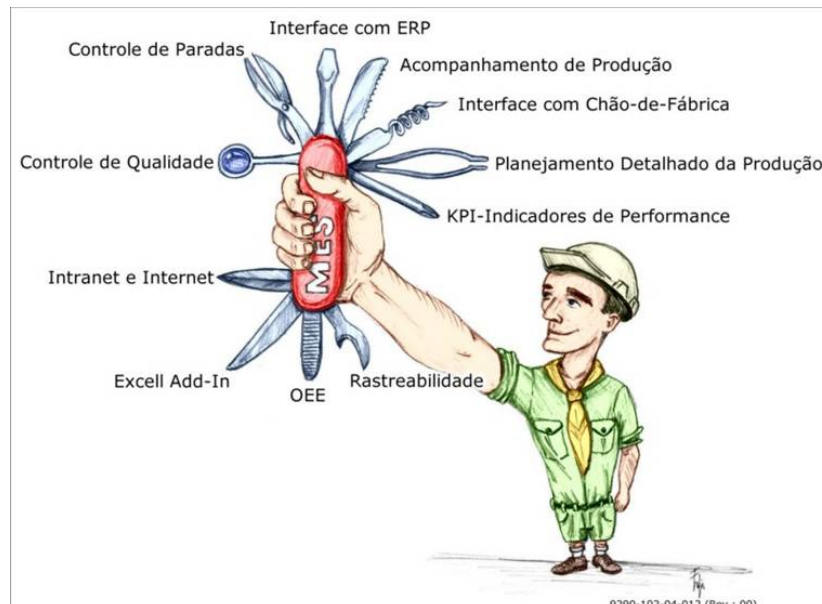 Interface com ERP
Controle de Paradas
Acompanhamento de Produção
Interface com Chão-de-Fábrica
Controle de Qualidade
Planejamento Detalhado da Produção
KPI-Indicadores de Performance
MES
Intranet e Internet
Excell Add-In
OEE
Rastreabilidade